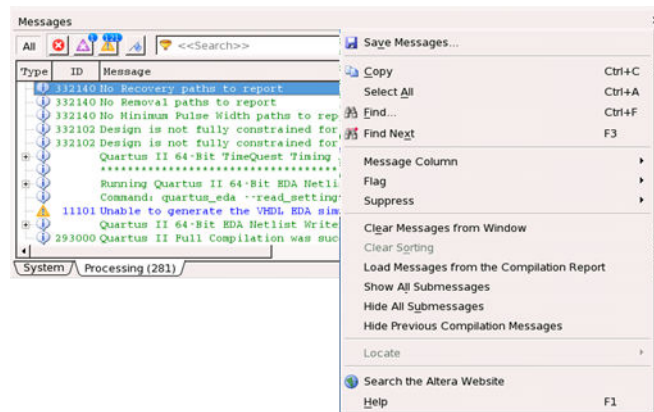 Messages
All
1
121
<<Search>>
Type ID Message
332140 No Recovery paths to report
332140 No Removal paths to report
332140 No Minimum Pulse Width paths to rep
332102 Design is not fully constrained for
332102 Design is not fully constrained for
Quartus II 64-Bit TimeQuest Timing
****************************************
Running Quartus II 64-Bit EDA Netli
Command: quartus_eda --read_setting
11101 Unable to generate the VHDL EDA sim
Quartus II 64-Bit EDA Netlist Write
293000 Quartus II Full Compilation was suc
System Processing (281)
Save Messages...
Copy Ctrl+C
Select All Ctrl+A
Find... Ctrl+F
Find Next F3
Message Column
Flag
Suppress
Clear Messages from Window
Clear Sorting
Load Messages from the Compilation Report
Show All Submessages
Hide All Submessages
Hide Previous Compilation Messages
Locate
Search the Altera Website
Help F1